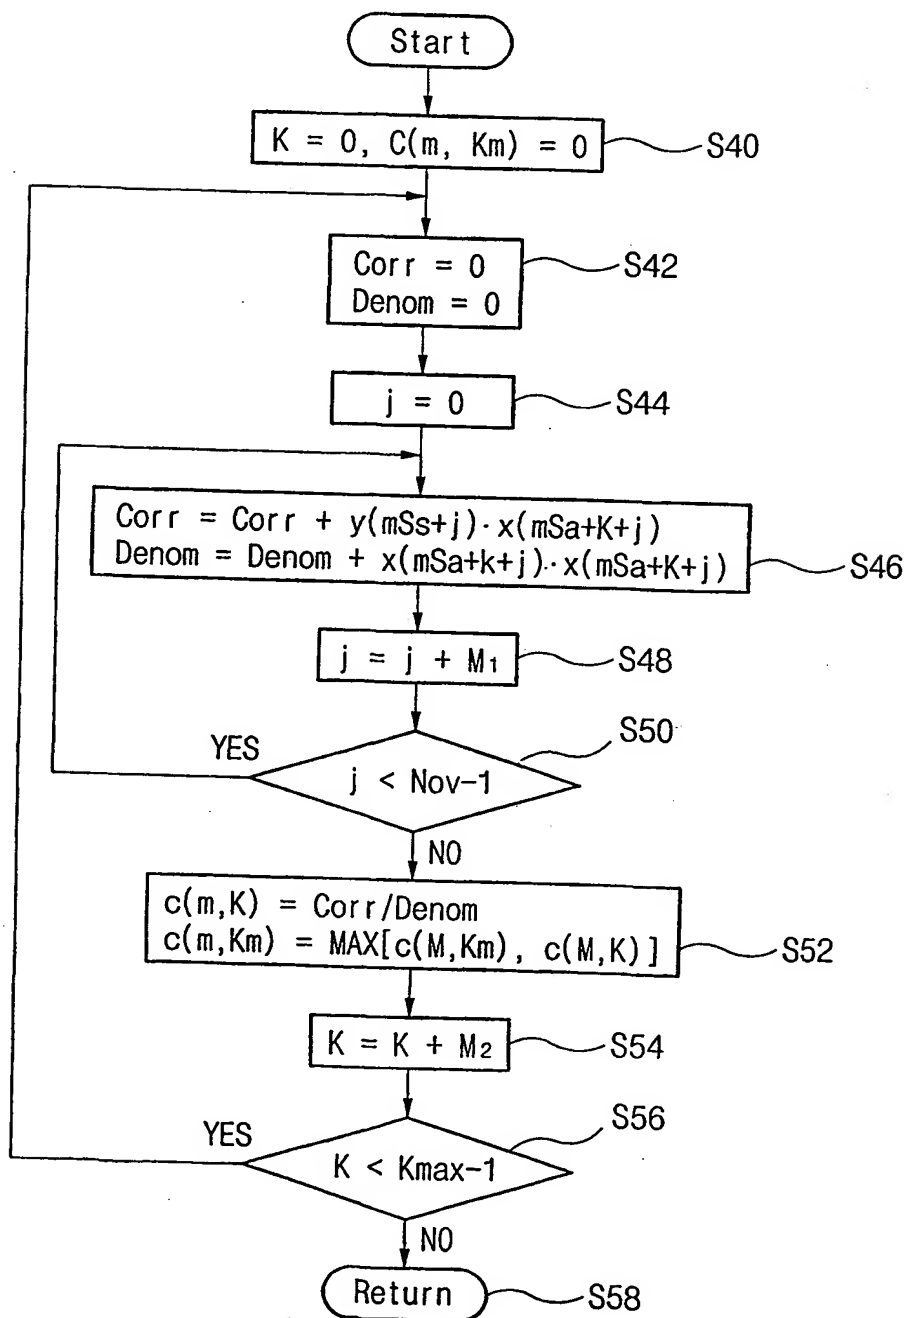 Start
K = 0, C(m, Km) = 0
S40
Corr = 0
Denom = 0
S42
j = 0
S44
Corr = Corr + y(mSs+j)·x(mSa+K+j)
Denom = Denom + x(mSa+k+j)·x(mSa+K+j)
S46
j = j + M₁
S48
S50
YES
j < Nov-1
NO
c(m,K) = Corr/Denom
c(m,Km) = MAX[c(M,Km), c(M,K)]
S52
K = K + M₂
S54
S56
YES
K < Kmax-1
NO
Return
S58